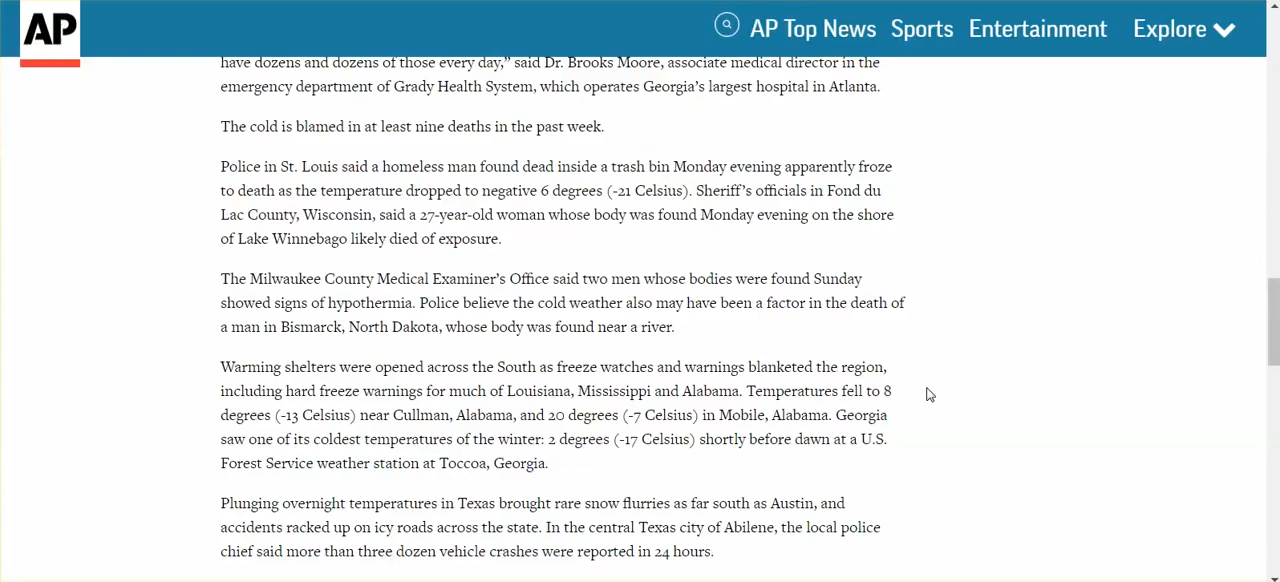 AP
AP Top News Sports Entertainment Explore
have dozens and dozens of those every day,” said Dr. Brooks Moore, associate medical director in the
emergency department of Grady Health System, which operates Georgia’s largest hospital in Atlanta.
The cold is blamed in at least nine deaths in the past week.
Police in St. Louis said a homeless man found dead inside a trash bin Monday evening apparently froze
to death as the temperature dropped to negative 6 degrees (-21 Celsius). Sheriff’s officials in Fond du
Lac County, Wisconsin, said a 27-year-old woman whose body was found Monday evening on the shore
of Lake Winnebago likely died of exposure.
The Milwaukee County Medical Examiner’s Office said two men whose bodies were found Sunday
showed signs of hypothermia. Police believe the cold weather also may have been a factor in the death of
a man in Bismarck, North Dakota, whose body was found near a river.
Warming shelters were opened across the South as freeze watches and warnings blanketed the region,
including hard freeze warnings for much of Louisiana, Mississippi and Alabama. Temperatures fell to 8
degrees (-13 Celsius) near Cullman, Alabama, and 20 degrees (-7 Celsius) in Mobile, Alabama. Georgia
saw one of its coldest temperatures of the winter: 2 degrees (-17 Celsius) shortly before dawn at a U.S.
Forest Service weather station at Toccoa, Georgia.
Plunging overnight temperatures in Texas brought rare snow flurries as far south as Austin, and
accidents racked up on icy roads across the state. In the central Texas city of Abilene, the local police
chief said more than three dozen vehicle crashes were reported in 24 hours.